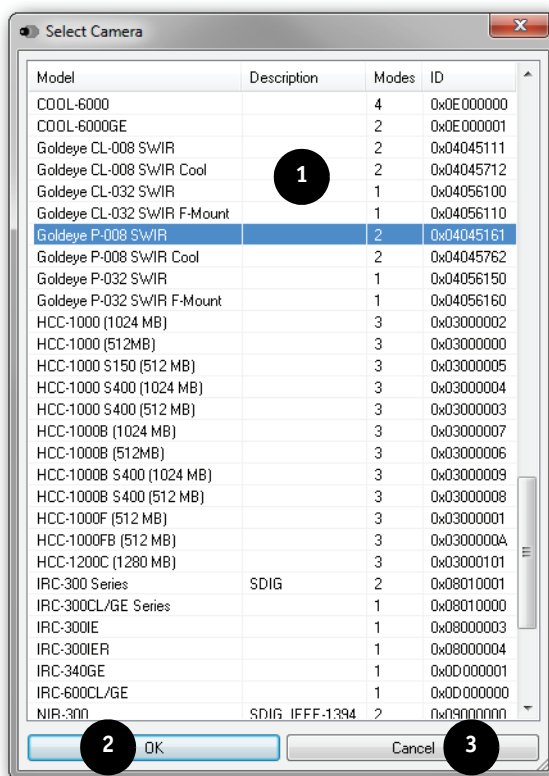 Select Camera
Model Description Modes ID
COOL-6000 4 0x0E000000
COOL-6000GE 2 0x0E000001
Goldeye CL-008 SWIR 2 0x04045111
Goldeye CL-008 SWIR Cool 2 0x04045712
1
Goldeye CL-032 SWIR 1 0x04056100
Goldeye CL-032 SWIR F-Mount 1 0x04056110
Goldeye P-008 SWIR 2 0x04045161
Goldeye P-008 SWIR Cool 2 0x04045762
Goldeye P-032 SWIR 1 0x04056150
Goldeye P-032 SWIR F-Mount 1 0x04056160
HCC-1000 (1024 MB) 3 0x03000002
HCC-1000 (512MB) 3 0x03000000
HCC-1000 S150 (512 MB) 3 0x03000005
HCC-1000 S400 (1024 MB) 3 0x03000004
HCC-1000 S400 (512 MB) 3 0x03000003
HCC-1000B (1024 MB) 3 0x03000007
HCC-1000B (512MB) 3 0x03000006
HCC-1000B S400 (1024 MB) 3 0x03000009
HCC-1000B S400 (512 MB) 3 0x03000008
HCC-1000F (512 MB) 3 0x03000001
HCC-1000FB (512 MB) 3 0x0300000A
HCC-1200C (1280 MB) 3 0x03000101
IRC-300 Series SDIG 2 0x08010001
IRC-300CL/GE Series 1 0x08010000
IRC-300IE 1 0x08000003
IRC-300IER 1 0x08000004
IRC-340GE 1 0x0D000001
IRC-600CL/GE 1 0x0D000000
NIR-300 SDIG, IEEE-1394 2 0x09000000
2 OK Cancel 3